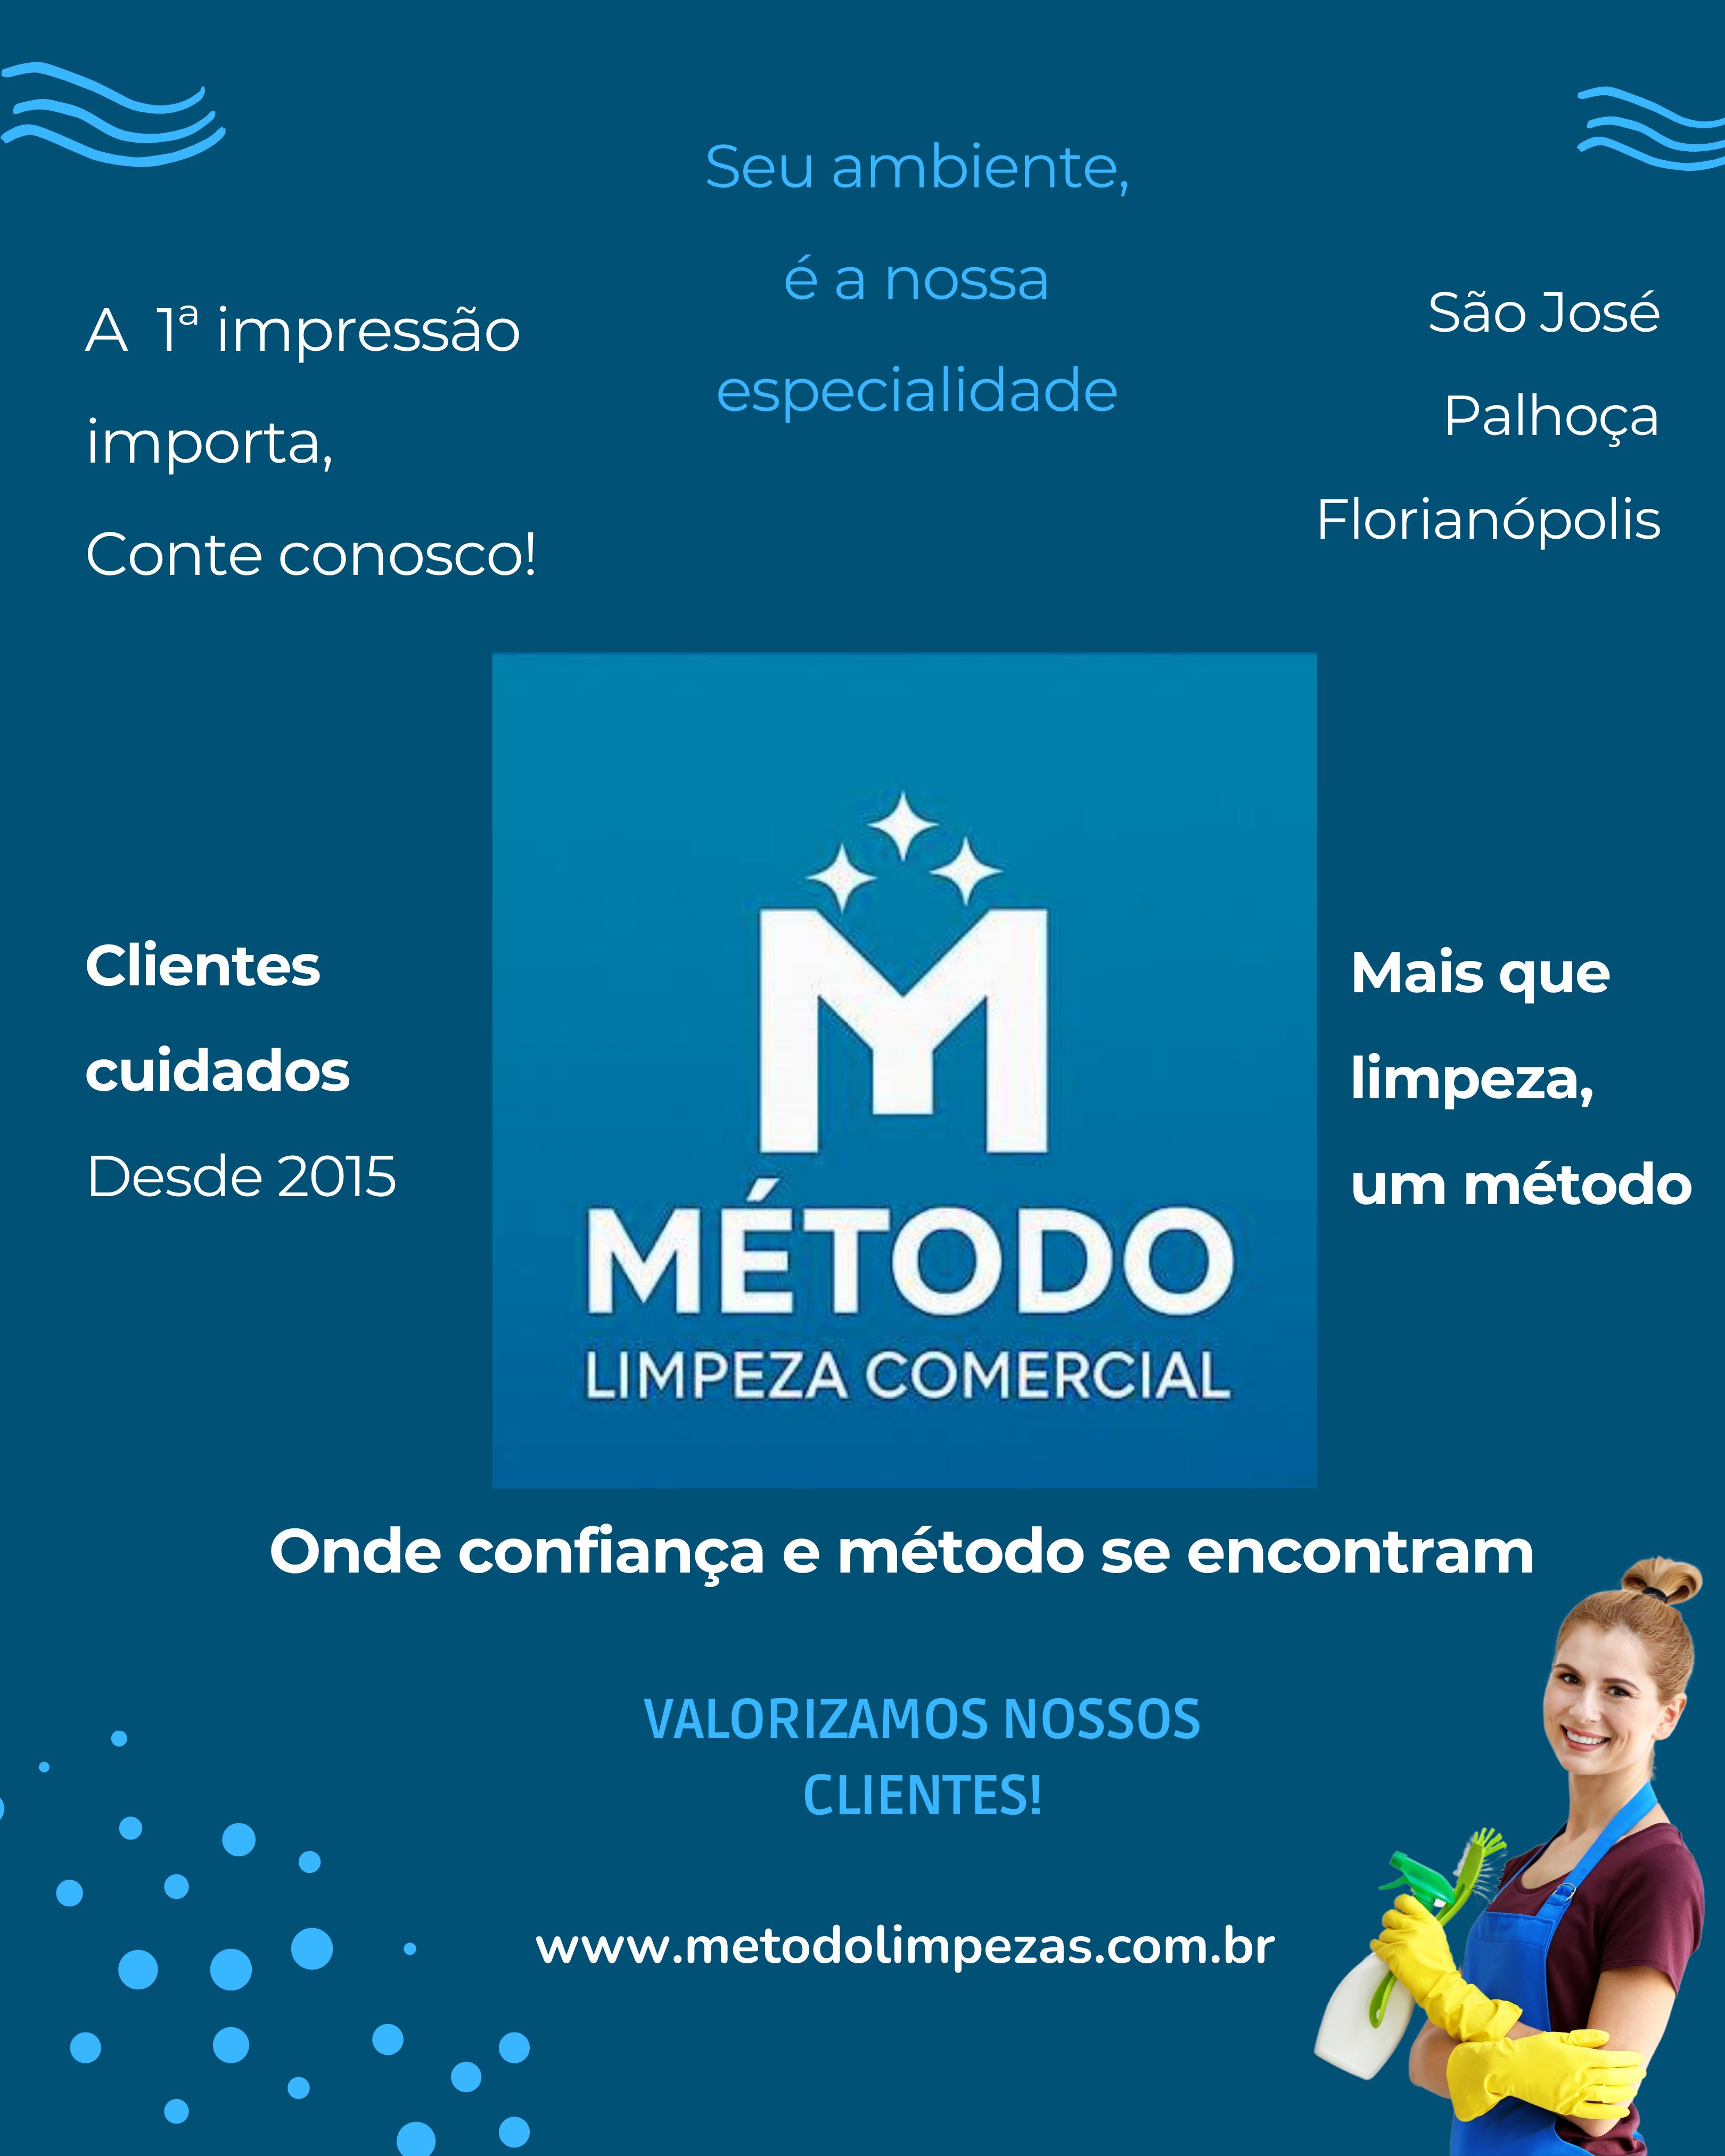 Seu ambiente,
é a nossa
especialidade
A 1ª impressão
importa,
Conte conosco!
São José
Palhoça
Florianópolis
Clientes
cuidados
Desde 2015
M
MÉTODO
LIMPEZA COMERCIAL
Mais que
limpeza,
um método
Onde confiança e método se encontram
VALORIZAMOS NOSSOS
CLIENTES!
www.metodolimpezas.com.br